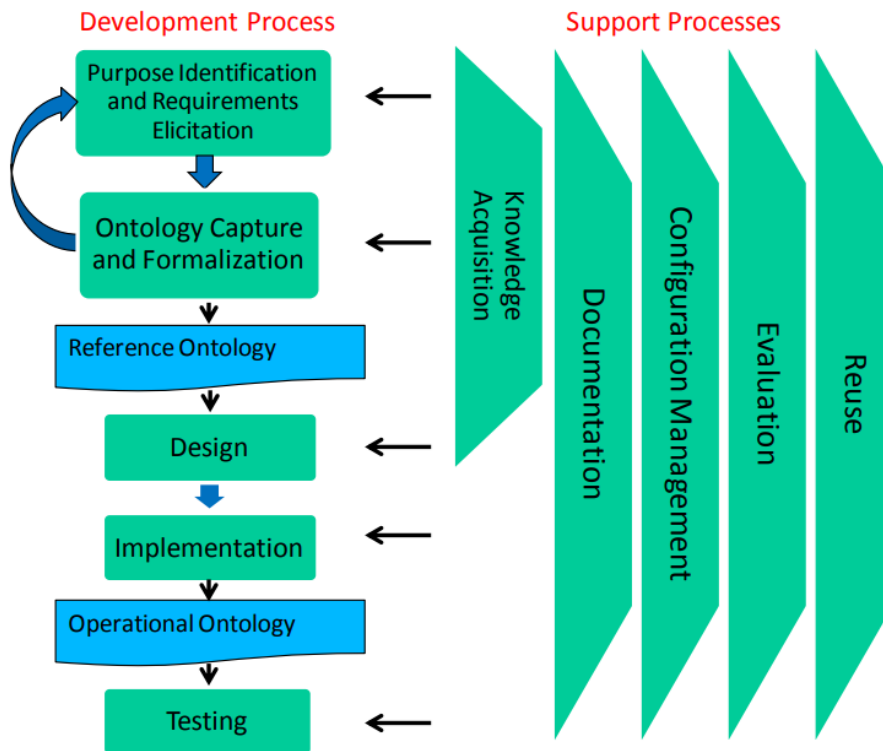 Development Process
Support Processes
Purpose Identification
and Requirements
Elicitation
Ontology Capture
and Formalization
Reference Ontology
Design
Implementation
Operational Ontology
Testing
Knowledge
Acquisition
Documentation
Configuration Management
Evaluation
Reuse